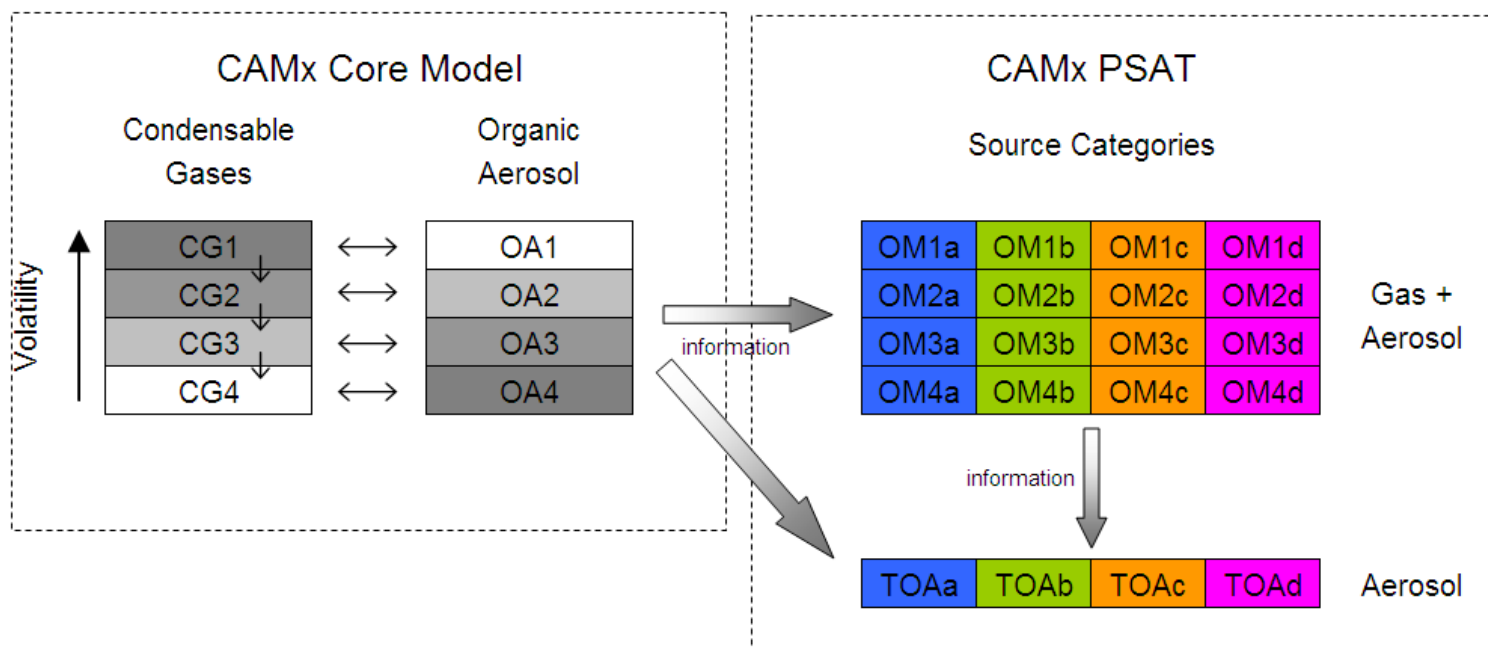 CAMx Core Model
Condensable
Gases
Organic
Aerosol
Volatility
CG1
OA1
CG2
OA2
CG3
OA3
CG4
OA4
information
CAMx PSAT
Source Categories
OM1a OM1b OM1c OM1d
OM2a OM2b OM2c OM2d
OM3a OM3b OM3c OM3d
OM4a OM4b OM4c OM4d
Gas +
Aerosol
information
TOAa TOAb TOAc TOAd
Aerosol